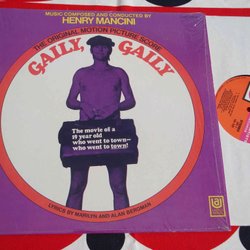 MUSIC COMPOSED AND CONDUCTED BY
HENRY MANCINI
THE ORIGINAL MOTION PICTURE SCORE
GAILY, GAILY
The movie of a
19 year old
who went to town—
who went to town!
LYRICS BY MARILYN AND ALAN BERGMAN